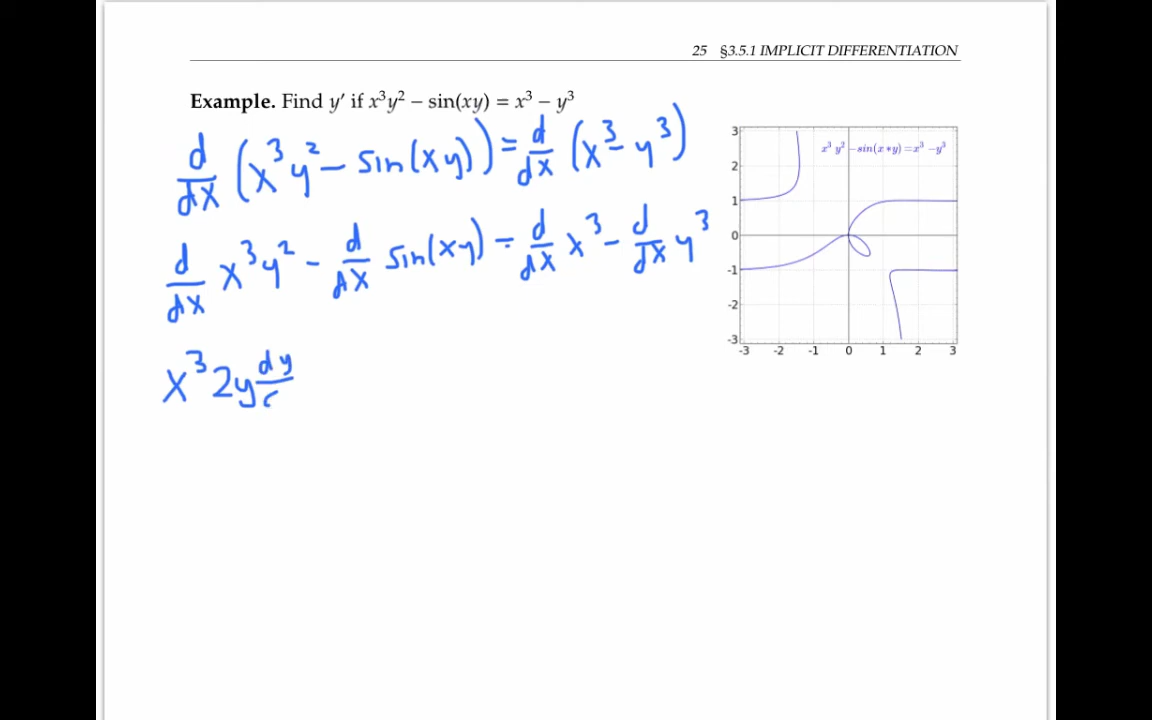 25 §3.5.1 IMPLICIT DIFFERENTIATION
Example. Find y′ if x³y² − sin(xy) = x³ − y³
d/dx (x³y² − sin(xy)) = d/dx (x³ − y³)
d/dx x³y² − d/dx sin(xy) = d/dx x³ − d/dx y³
x³ 2y dy/
x³ y² −sin(x∗y) =x³ −y³
3
2
1
0
-1
-2
-3
-3 -2 -1 0 1 2 3